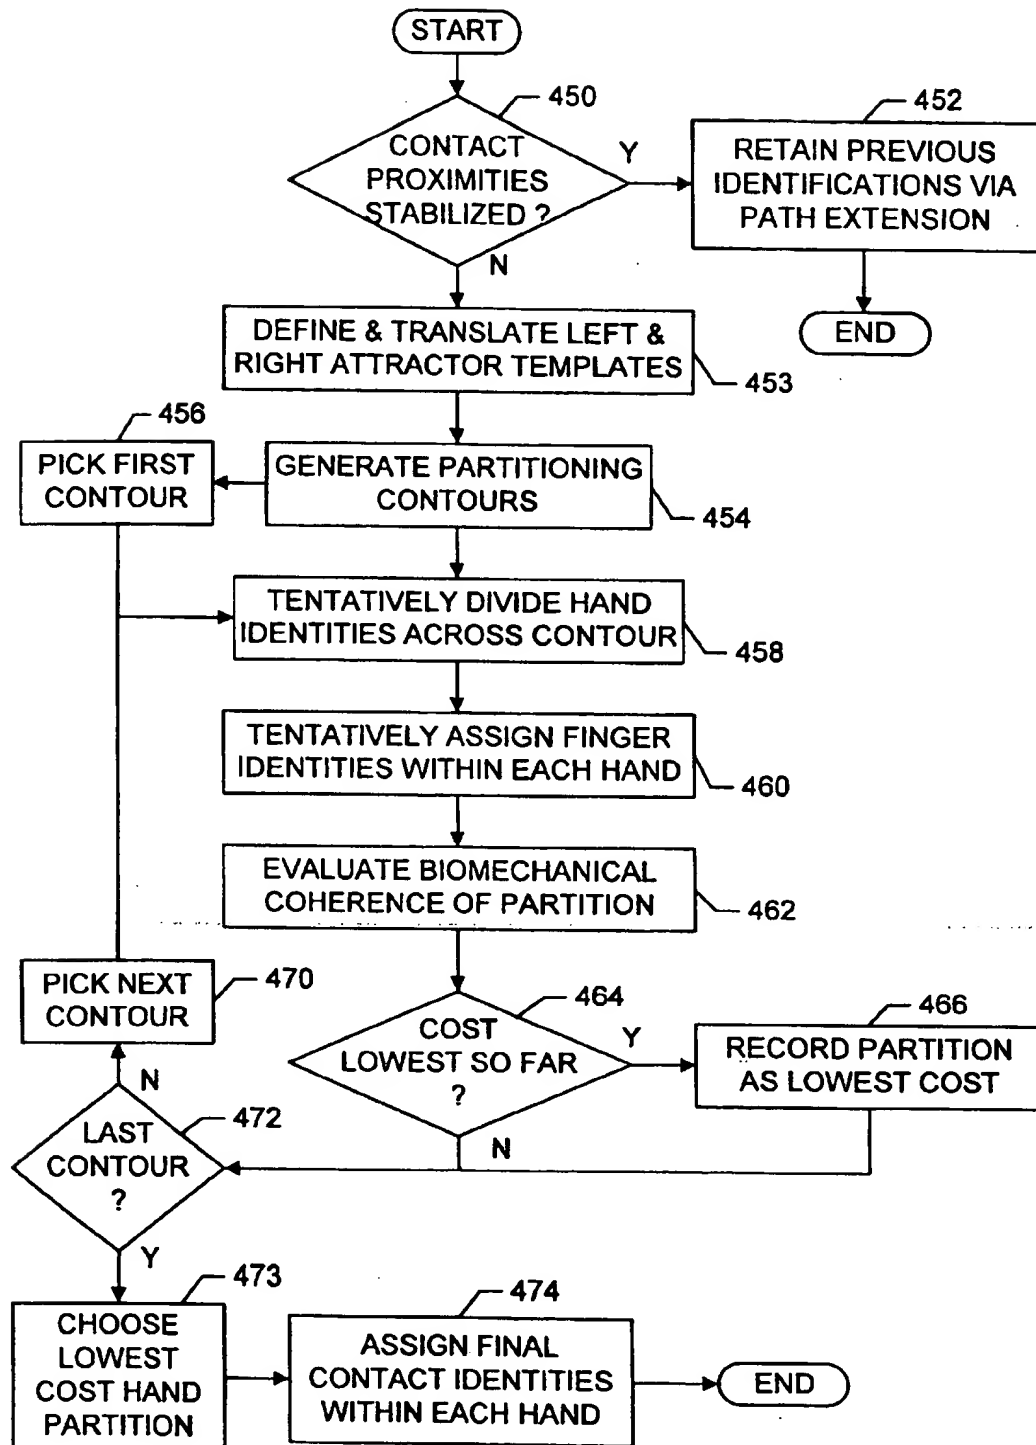 START
450
CONTACT
PROXIMITIES
STABILIZED ?
Y
N
452
RETAIN PREVIOUS
IDENTIFICATIONS VIA
PATH EXTENSION
END
DEFINE & TRANSLATE LEFT &
RIGHT ATTRACTOR TEMPLATES
453
456
PICK FIRST
CONTOUR
GENERATE PARTITIONING
CONTOURS
454
TENTATIVELY DIVIDE HAND
IDENTITIES ACROSS CONTOUR
458
TENTATIVELY ASSIGN FINGER
IDENTITIES WITHIN EACH HAND
460
EVALUATE BIOMECHANICAL
COHERENCE OF PARTITION
462
PICK NEXT
CONTOUR
470
464
COST
LOWEST SO FAR
?
Y
N
466
RECORD PARTITION
AS LOWEST COST
N
472
LAST
CONTOUR
?
Y
473
CHOOSE
LOWEST
COST HAND
PARTITION
474
ASSIGN FINAL
CONTACT IDENTITIES
WITHIN EACH HAND
END